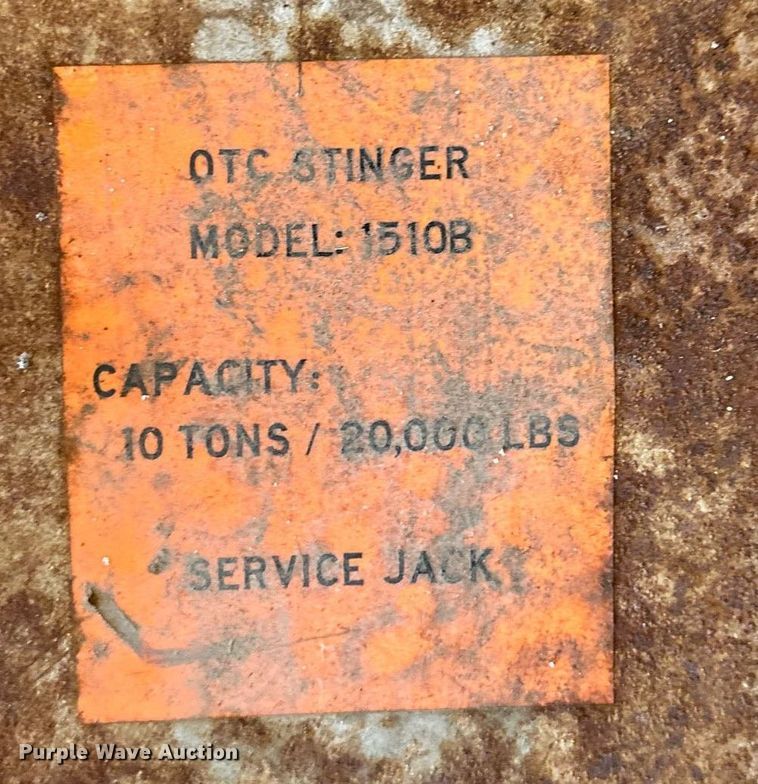 OTC STINGER
MODEL: 1510B
CAPACITY:
10 TONS / 20,000 LBS
SERVICE JACK
Purple Wave Auction